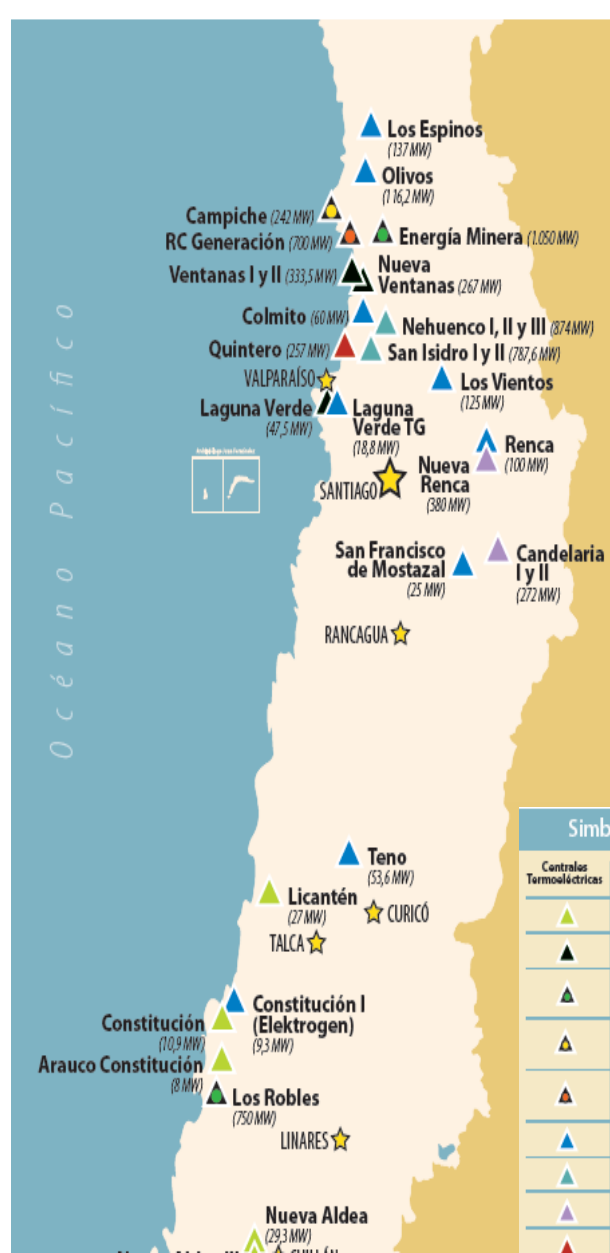 Los Espinos
(137 MW)
Olivos
(116,2 MW)
Campiche (242 MW)
RC Generación (700 MW)
Energía Minera (1.050 MW)
Ventanas I y II (333,5 MW)
Nueva
Ventanas (267 MW)
Colmito (60 MW)
Nehuenco I, II y III (874 MW)
Quintero (257 MW)
San Isidro I y II (787,6 MW)
VALPARAÍSO
Los Vientos
(125 MW)
Laguna Verde
(47,5 MW)
Laguna
Verde TG
(18,8 MW)
Renca
(100 MW)
Nueva
Renca
(380 MW)
SANTIAGO
San Francisco
de Mostazal
(25 MW)
Candelaria
I y II
(272 MW)
RANCAGUA
Océano Pacífico
Teno
(53,6 MW)
Licantén
(27 MW)
CURICÓ
TALCA
Constitución I
(Elektrogen)
(9,3 MW)
Constitución
(10,9 MW)
Arauco Constitución
(8 MW)
Los Robles
(750 MW)
LINARES
Nueva Aldea
(29,3 MW)
Simb
Centrales
Termoeléctricas